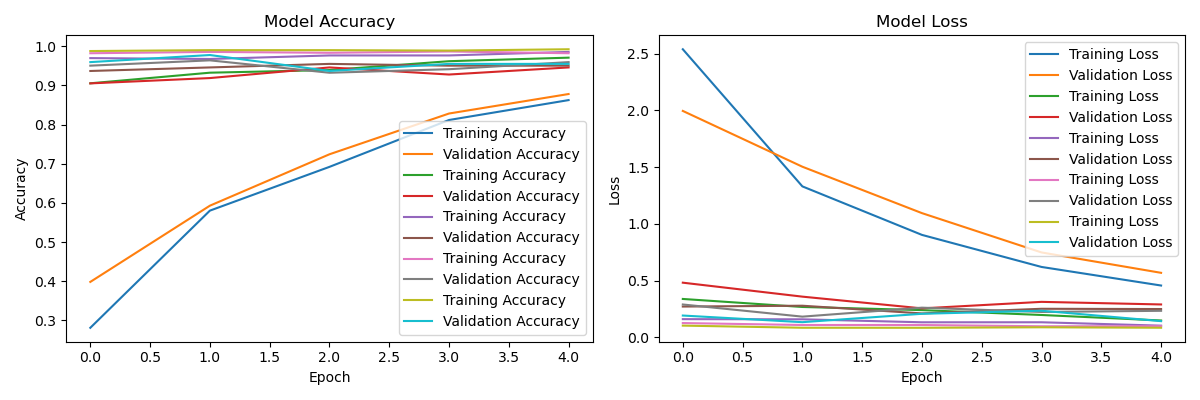 Model Accuracy
Accuracy
1.0
0.9
0.8
0.7
0.6
0.5
0.4
0.3
0.0 0.5 1.0 1.5 2.0 2.5 3.0 3.5 4.0
Epoch
Training Accuracy
Validation Accuracy
Training Accuracy
Validation Accuracy
Training Accuracy
Validation Accuracy
Training Accuracy
Validation Accuracy
Training Accuracy
Validation Accuracy
Model Loss
Loss
2.5
2.0
1.5
1.0
0.5
0.0
0.0 0.5 1.0 1.5 2.0 2.5 3.0 3.5 4.0
Epoch
Training Loss
Validation Loss
Training Loss
Validation Loss
Training Loss
Validation Loss
Training Loss
Validation Loss
Training Loss
Validation Loss